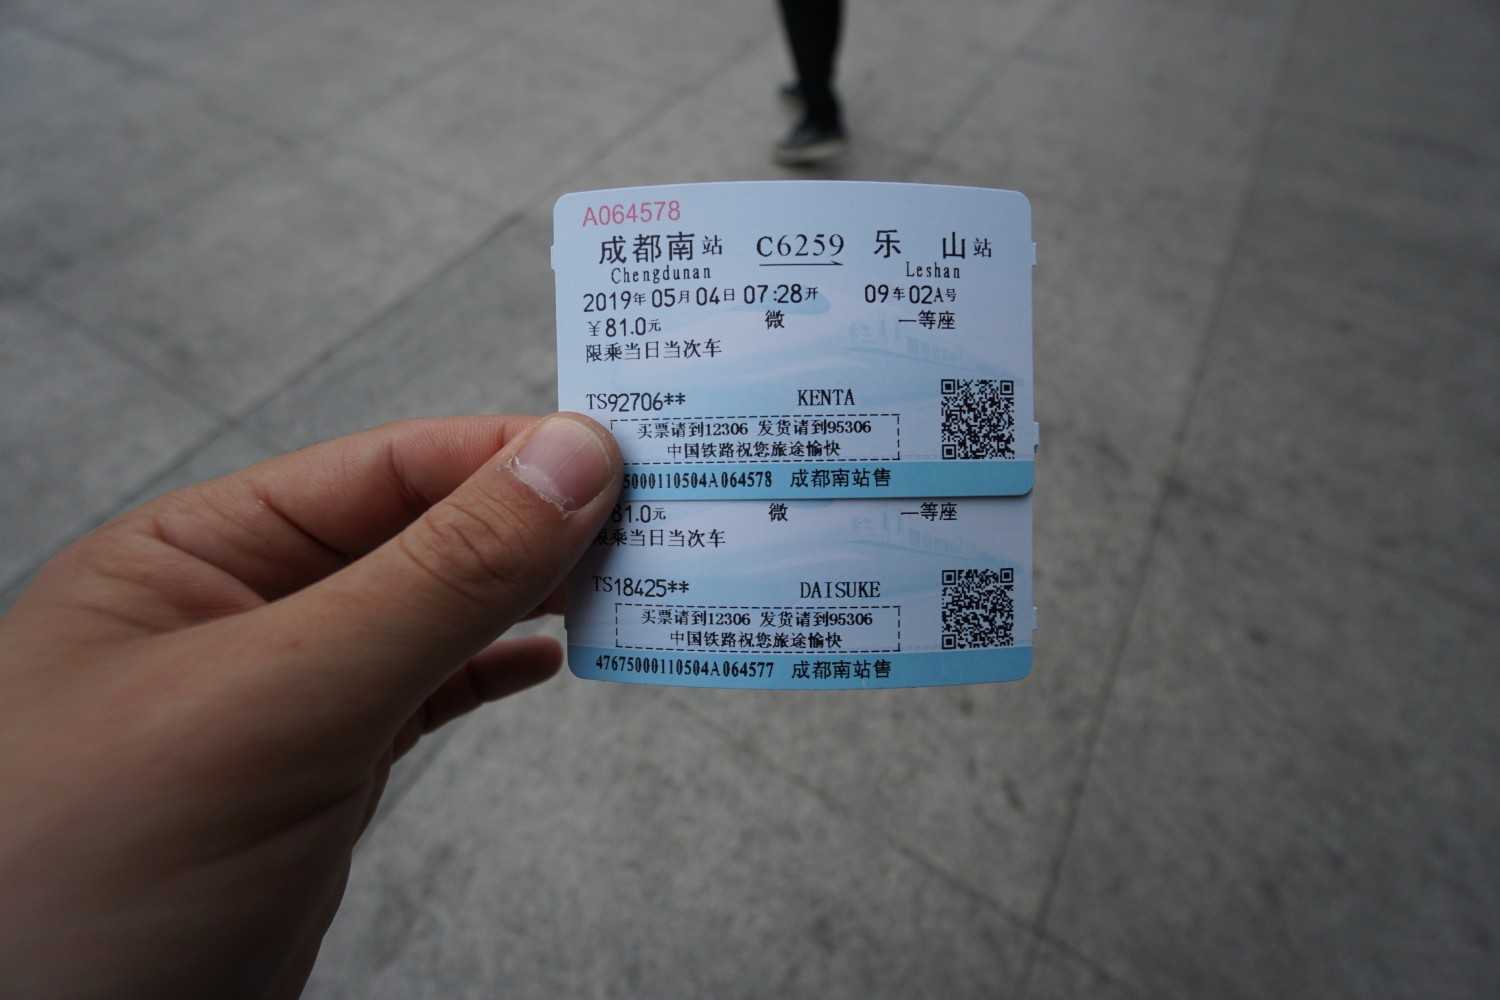 A064578
成都南站 C6259 乐山站
Chengdunan Leshan
2019年05月04日07:28开 09车02A号
￥81.0元 微 一等座
限乘当日当次车
TS92706** KENTA
买票请到12306 发货请到95306
中国铁路祝您旅途愉快
5000110504A064578 成都南站售
81.0元 微 一等座
限乘当日当次车
TS18425** DAISUKE
买票请到12306 发货请到95306
中国铁路祝您旅途愉快
47675000110504A064577 成都南站售